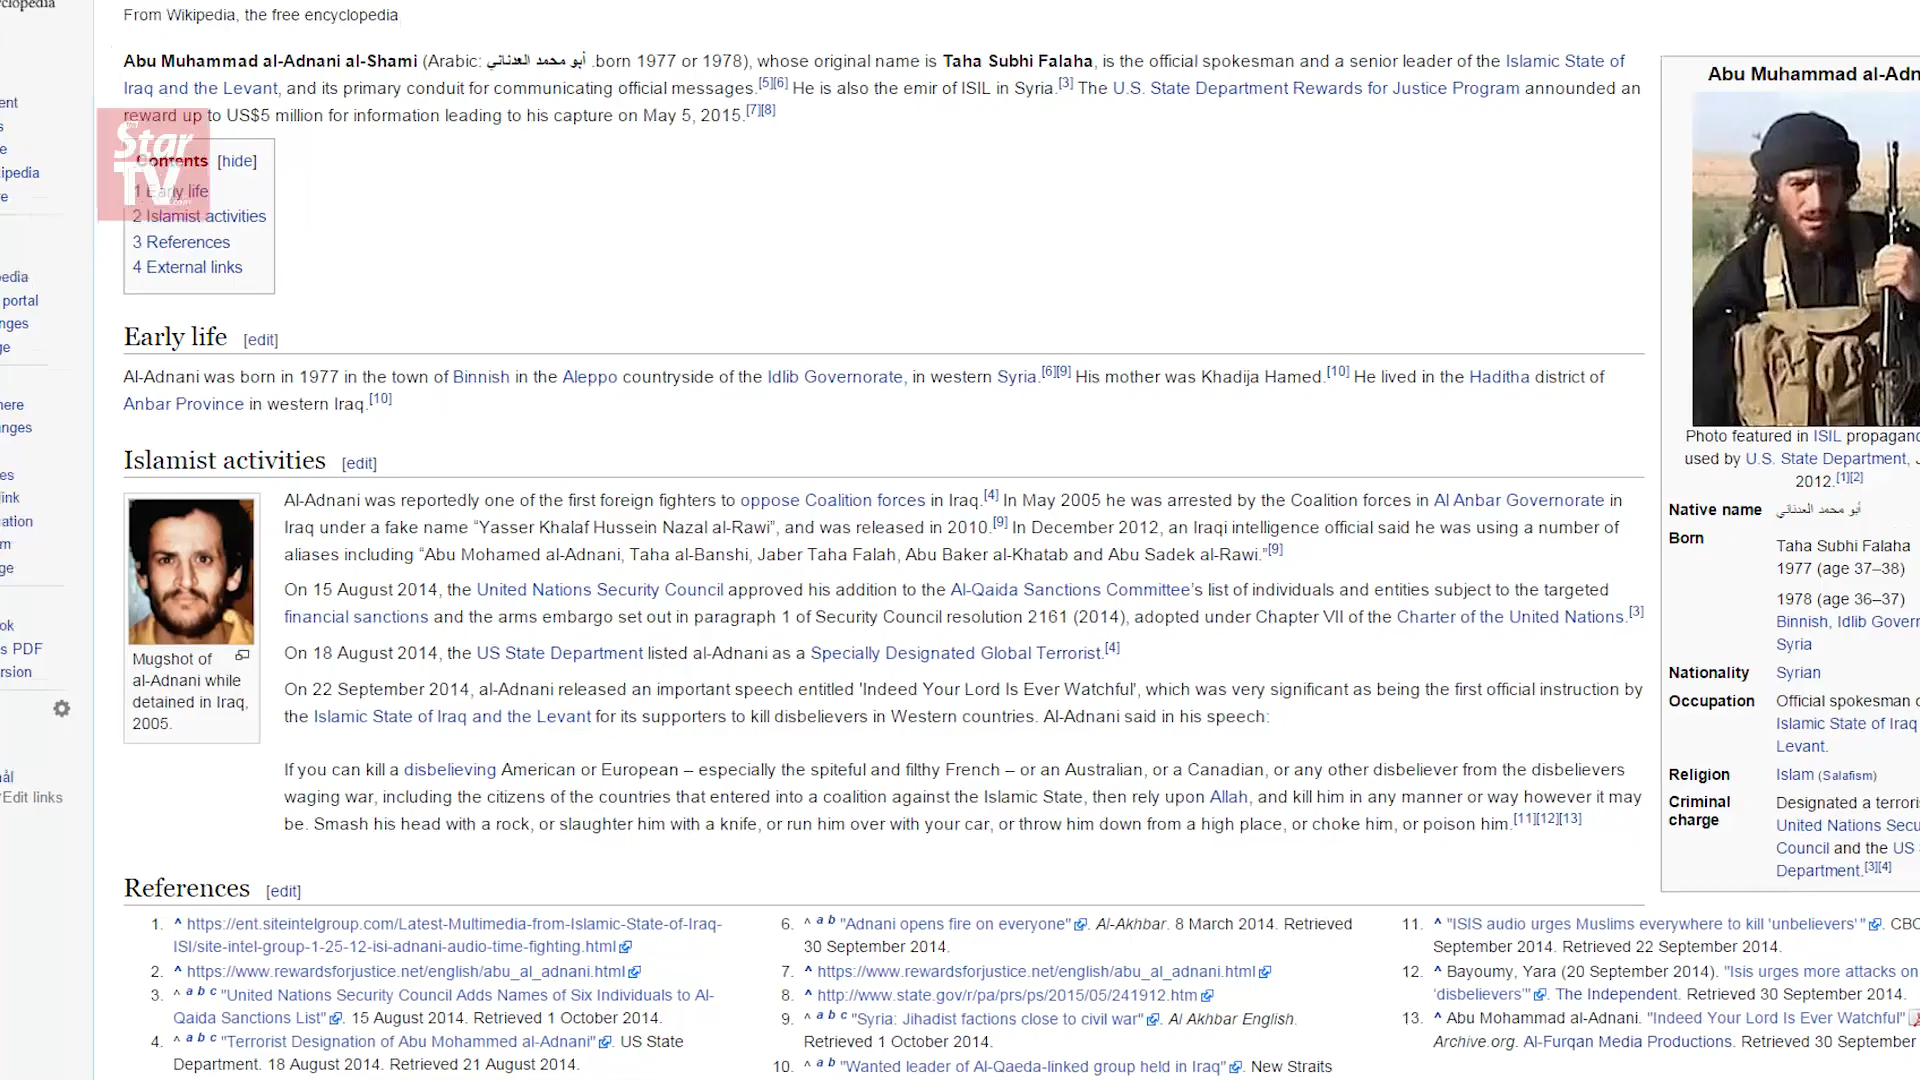 clopedia
From Wikipedia, the free encyclopedia
Abu Muhammad al-Adnani al-Shami (Arabic: أبو محمد العدناني .born 1977 or 1978), whose original name is Taha Subhi Falaha, is the official spokesman and a senior leader of the Islamic State of
Iraq and the Levant, and its primary conduit for communicating official messages.[5][6] He is also the emir of ISIL in Syria.[3] The U.S. State Department Rewards for Justice Program announced an
reward up to US$5 million for information leading to his capture on May 5, 2015.[7][8]
the Star
TV
.com
Contents [hide]
1 Early life
2 Islamist activities
3 References
4 External links
ent
s
e
ipedia
e
edia
portal
nges
ge
here
anges
es
link
ation
m
ge
ok
s PDF
rsion
ål
Edit links
Early life [edit]
Al-Adnani was born in 1977 in the town of Binnish in the Aleppo countryside of the Idlib Governorate, in western Syria.[6][9] His mother was Khadija Hamed.[10] He lived in the Haditha district of
Anbar Province in western Iraq.[10]
Islamist activities [edit]
Mugshot of
al-Adnani while
detained in Iraq,
2005.
Al-Adnani was reportedly one of the first foreign fighters to oppose Coalition forces in Iraq.[4] In May 2005 he was arrested by the Coalition forces in Al Anbar Governorate in
Iraq under a fake name “Yasser Khalaf Hussein Nazal al-Rawi”, and was released in 2010.[9] In December 2012, an Iraqi intelligence official said he was using a number of
aliases including “Abu Mohamed al-Adnani, Taha al-Banshi, Jaber Taha Falah, Abu Baker al-Khatab and Abu Sadek al-Rawi.”[9]
On 15 August 2014, the United Nations Security Council approved his addition to the Al-Qaida Sanctions Committee’s list of individuals and entities subject to the targeted
financial sanctions and the arms embargo set out in paragraph 1 of Security Council resolution 2161 (2014), adopted under Chapter VII of the Charter of the United Nations.[3]
On 18 August 2014, the US State Department listed al-Adnani as a Specially Designated Global Terrorist.[4]
On 22 September 2014, al-Adnani released an important speech entitled 'Indeed Your Lord Is Ever Watchful', which was very significant as being the first official instruction by
the Islamic State of Iraq and the Levant for its supporters to kill disbelievers in Western countries. Al-Adnani said in his speech:
If you can kill a disbelieving American or European – especially the spiteful and filthy French – or an Australian, or a Canadian, or any other disbeliever from the disbelievers
waging war, including the citizens of the countries that entered into a coalition against the Islamic State, then rely upon Allah, and kill him in any manner or way however it may
be. Smash his head with a rock, or slaughter him with a knife, or run him over with your car, or throw him down from a high place, or choke him, or poison him.[11][12][13]
Abu Muhammad al-Adn
Photo featured in ISIL propagan
used by U.S. State Department, J
2012.[1][2]
Native name أبو محمد العدناني
Born
Taha Subhi Falaha
1977 (age 37–38)
1978 (age 36–37)
Binnish, Idlib Govern
Syria
Nationality Syrian
Occupation Official spokesman o
Islamic State of Iraq
Levant.
Religion Islam (Salafism)
Criminal charge
Designated a terroris
United Nations Secu
Council and the US
Department.[3][4]
References [edit]
1. ^ https://ent.siteintelgroup.com/Latest-Multimedia-from-Islamic-State-of-Iraq-
ISI/site-intel-group-1-25-12-isi-adnani-audio-time-fighting.html
2. ^ https://www.rewardsforjustice.net/english/abu_al_adnani.html
3. ^ a b c "United Nations Security Council Adds Names of Six Individuals to Al-
Qaida Sanctions List". 15 August 2014. Retrieved 1 October 2014.
4. ^ a b c "Terrorist Designation of Abu Mohammed al-Adnani". US State
Department. 18 August 2014. Retrieved 21 August 2014.
6. ^ a b "Adnani opens fire on everyone". Al-Akhbar. 8 March 2014. Retrieved
30 September 2014.
7. ^ https://www.rewardsforjustice.net/english/abu_al_adnani.html
8. ^ http://www.state.gov/r/pa/prs/ps/2015/05/241912.htm
9. ^ a b c "Syria: Jihadist factions close to civil war". Al Akhbar English.
Retrieved 1 October 2014.
10. ^ a b "Wanted leader of Al-Qaeda-linked group held in Iraq". New Straits
11. ^ "ISIS audio urges Muslims everywhere to kill 'unbelievers'". CBC
September 2014. Retrieved 22 September 2014.
12. ^ Bayoumy, Yara (20 September 2014). "Isis urges more attacks on
'disbelievers'". The Independent. Retrieved 30 September 2014.
13. ^ Abu Mohammad al-Adnani. "Indeed Your Lord Is Ever Watchful"
Archive.org. Al-Furqan Media Productions. Retrieved 30 September